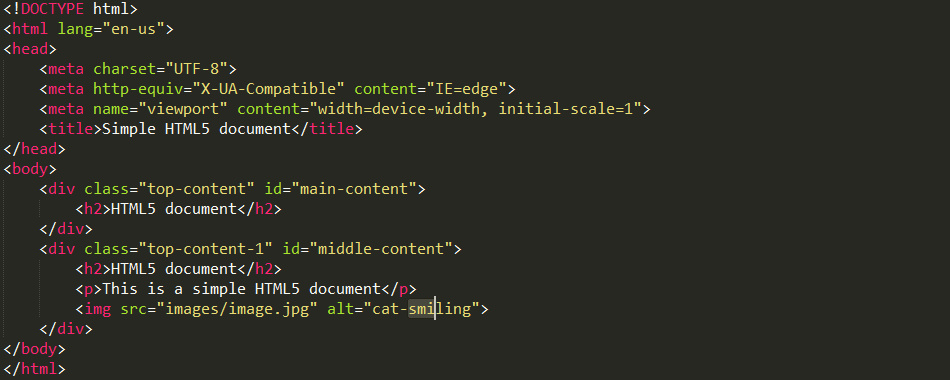 <!DOCTYPE html>
<html lang="en-us">
<head>
    <meta charset="UTF-8">
    <meta http-equiv="X-UA-Compatible" content="IE=edge">
    <meta name="viewport" content="width=device-width, initial-scale=1">
    <title>Simple HTML5 document</title>
</head>
<body>
    <div class="top-content" id="main-content">
        <h2>HTML5 document</h2>
    </div>
    <div class="top-content-1" id="middle-content">
        <h2>HTML5 document</h2>
        <p>This is a simple HTML5 document</p>
        <img src="images/image.jpg" alt="cat-smiling">
    </div>
</body>
</html>